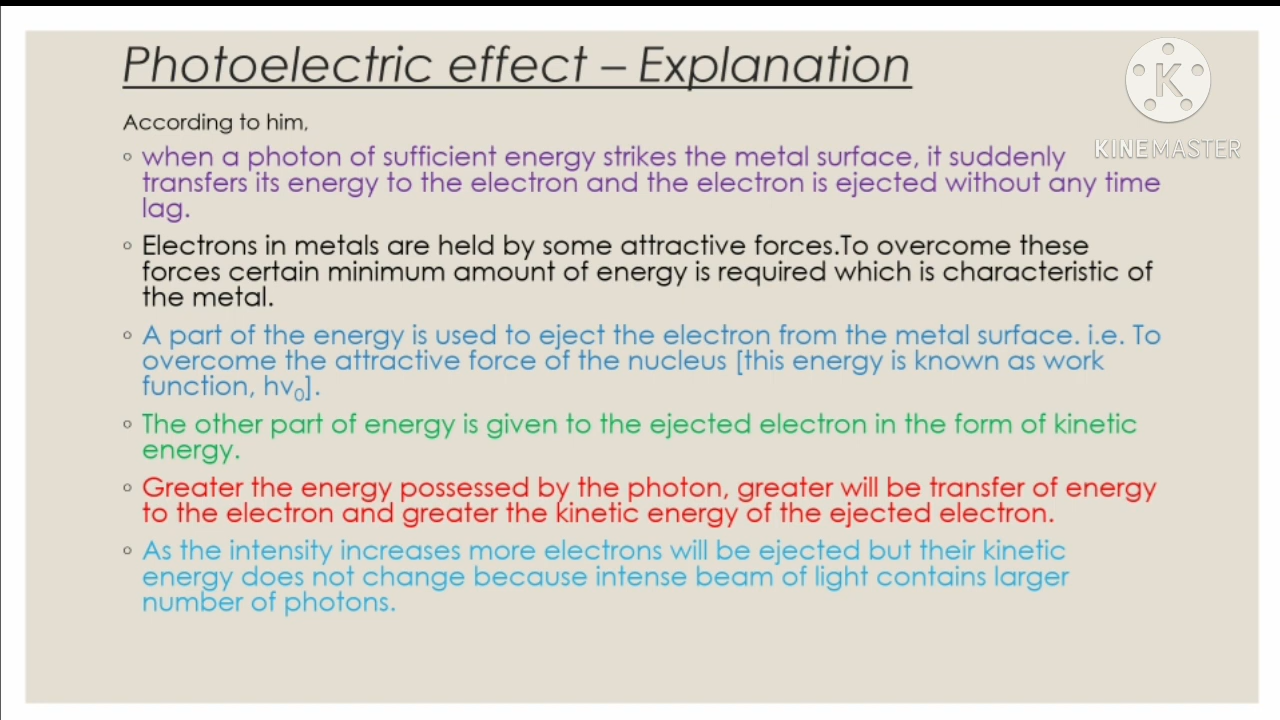 Photoelectric effect – Explanation
K
KINEMASTER
According to him,
◦ when a photon of sufficient energy strikes the metal surface, it suddenly
transfers its energy to the electron and the electron is ejected without any time
lag.
◦ Electrons in metals are held by some attractive forces.To overcome these
forces certain minimum amount of energy is required which is characteristic of
the metal.
◦ A part of the energy is used to eject the electron from the metal surface. i.e. To
overcome the attractive force of the nucleus [this energy is known as work
function, hv₀].
◦ The other part of energy is given to the ejected electron in the form of kinetic
energy.
◦ Greater the energy possessed by the photon, greater will be transfer of energy
to the electron and greater the kinetic energy of the ejected electron.
◦ As the intensity increases more electrons will be ejected but their kinetic
energy does not change because intense beam of light contains larger
number of photons.